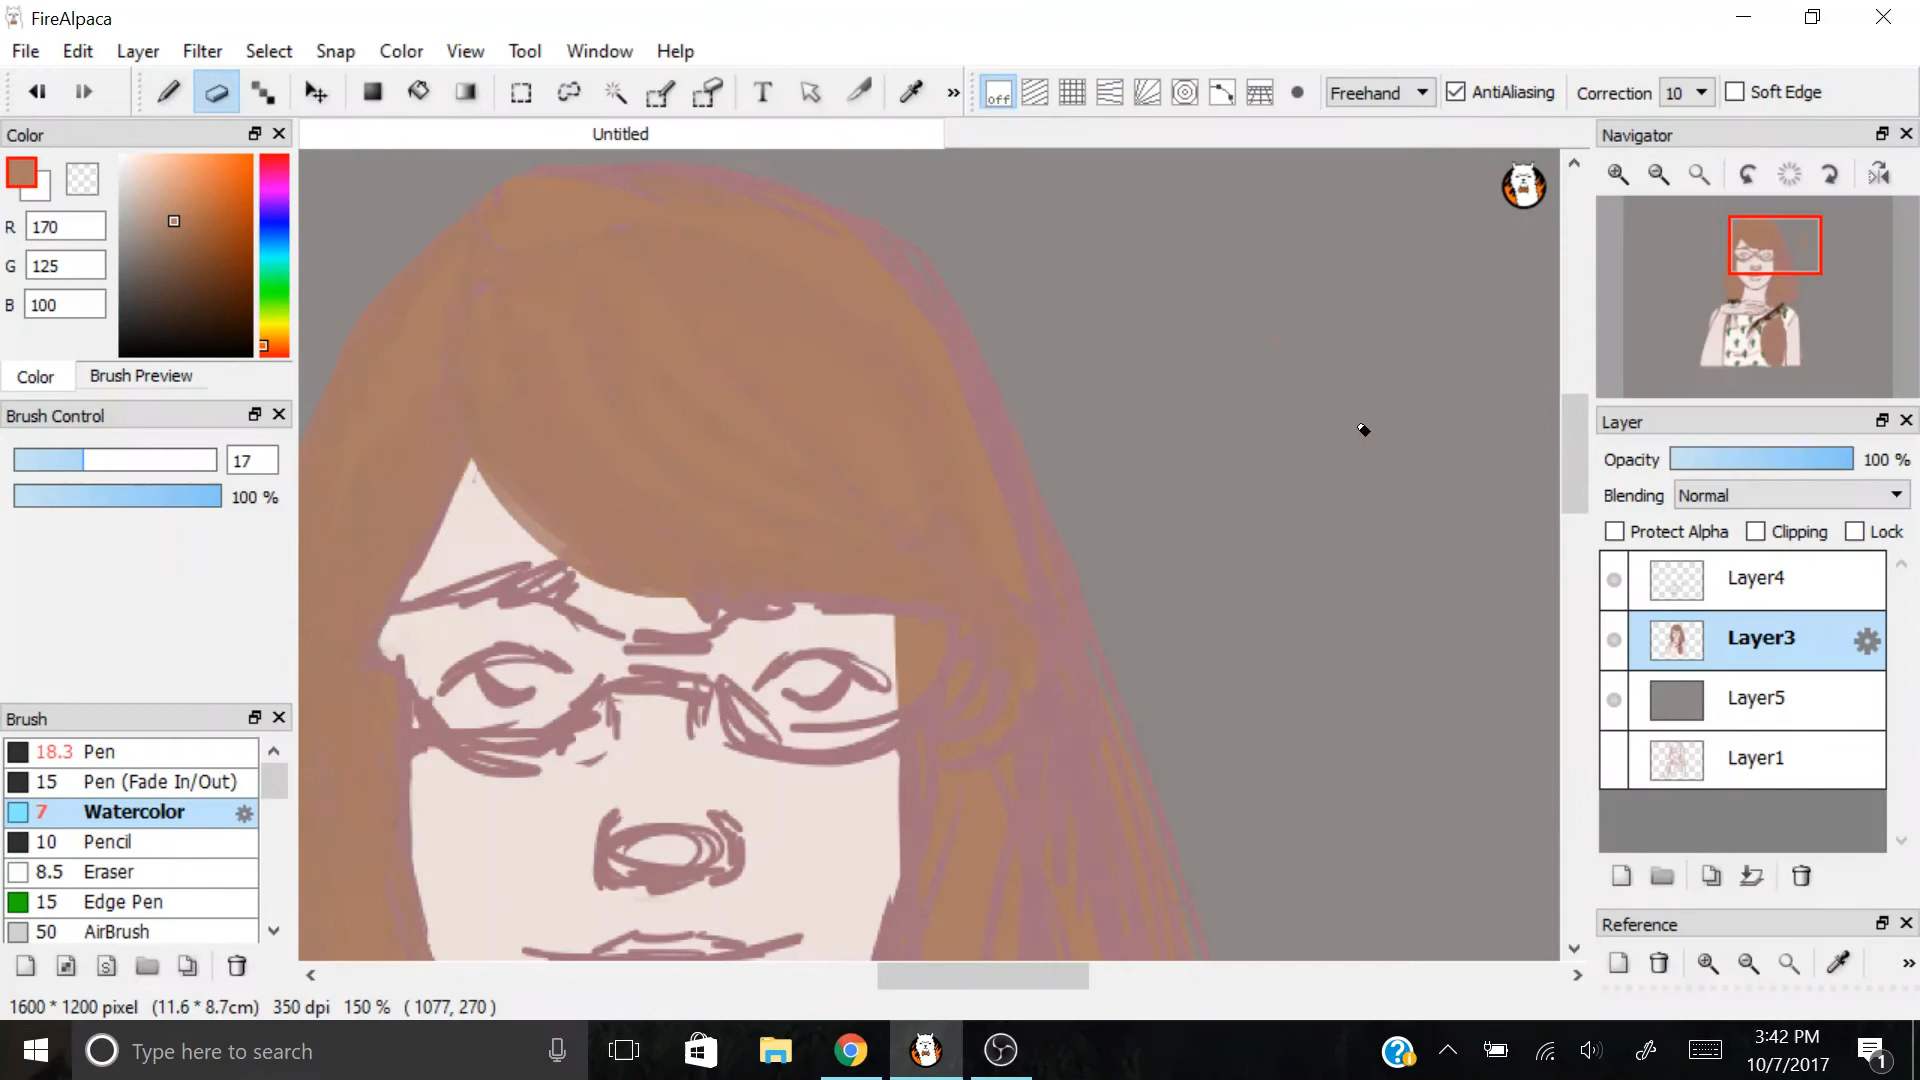 FireAlpaca
File Edit Layer Filter Select Snap Color View Tool Window Help
T » off Freehand AntiAliasing Correction 10 Soft Edge
Color Untitled Navigator
R 170
G 125
B 100
Color Brush Preview
Brush Control
17
100 %
Brush
18.3 Pen
15 Pen (Fade In/Out)
7 Watercolor
10 Pencil
8.5 Eraser
15 Edge Pen
50 AirBrush
S
Layer
Opacity 100 %
Blending Normal
Protect Alpha Clipping Lock
Layer4
Layer3
Layer5
Layer1
Reference
»
1600 * 1200 pixel (11.6 * 8.7cm) 350 dpi 150 % ( 1077, 270 )
Type here to search
?
3:42 PM
10/7/2017
1